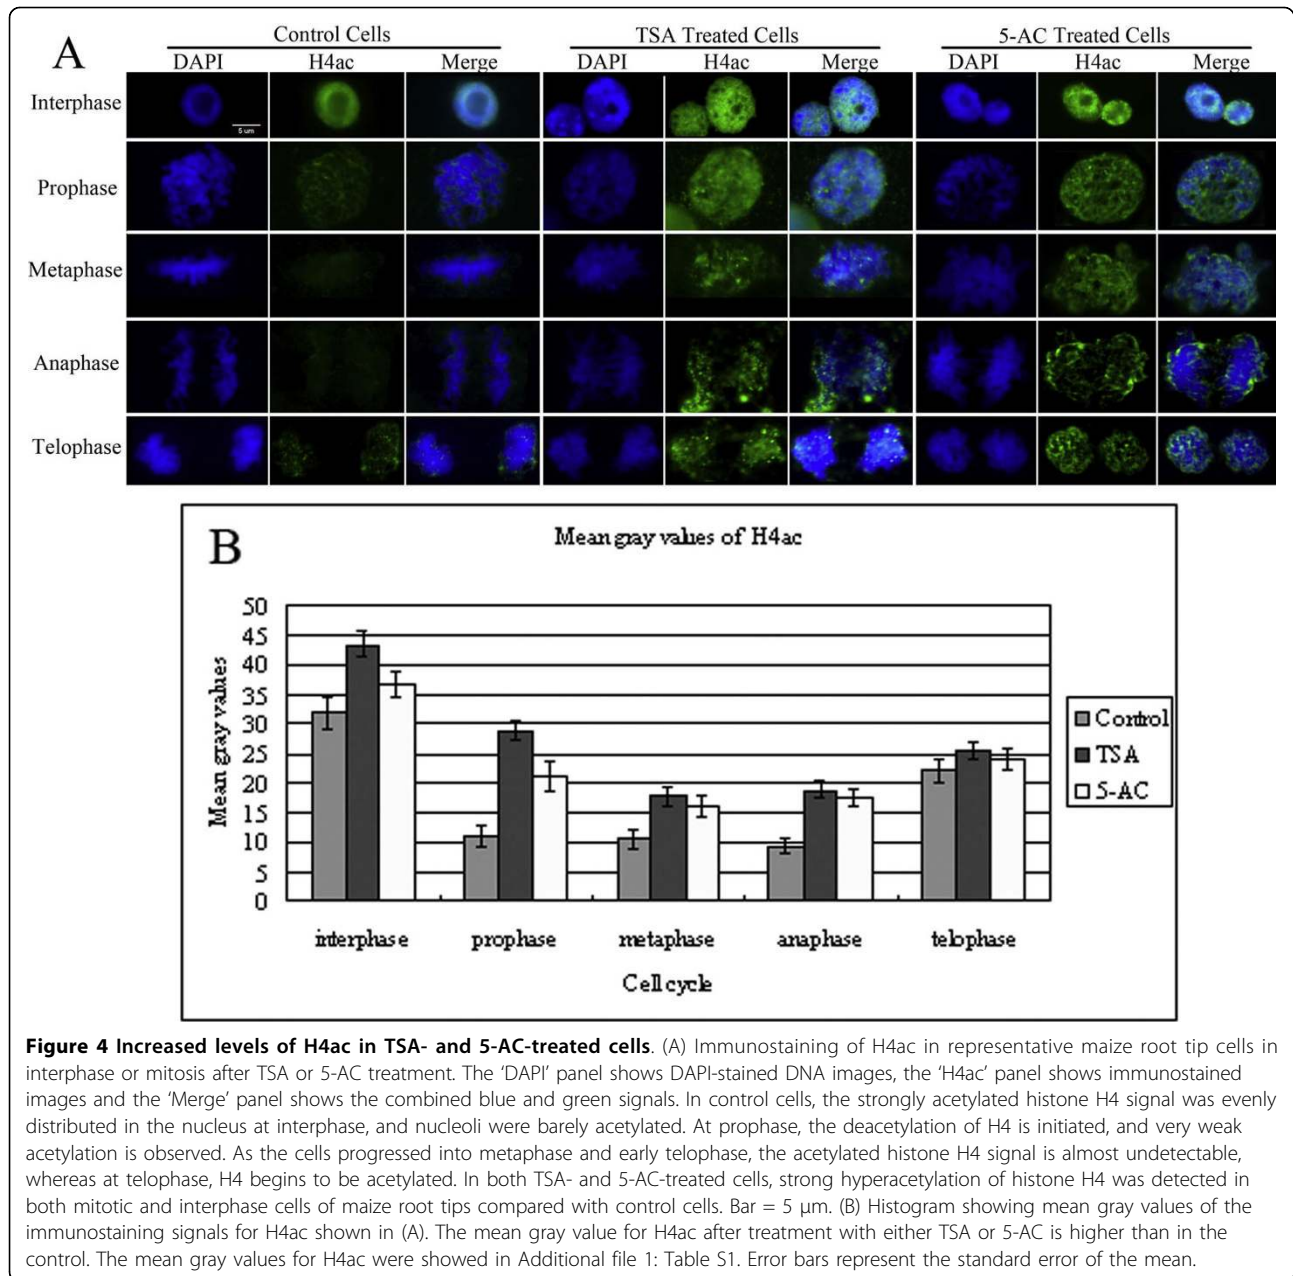 A
Control Cells TSA Treated Cells 5-AC Treated Cells
DAPI H4ac Merge DAPI H4ac Merge DAPI H4ac Merge
Interphase
5 um
Prophase
Metaphase
Anaphase
Telophase
B
Mean gray values of H4ac
Mean gray values
50
45
40
35
30
25
20
15
10
5
0
Control
TSA
5-AC
interphase prophase metaphase anaphase telophase
Cell cycle
Figure 4 Increased levels of H4ac in TSA- and 5-AC-treated cells. (A) Immunostaining of H4ac in representative maize root tip cells in
interphase or mitosis after TSA or 5-AC treatment. The ‘DAPI’ panel shows DAPI-stained DNA images, the ‘H4ac’ panel shows immunostained
images and the ‘Merge’ panel shows the combined blue and green signals. In control cells, the strongly acetylated histone H4 signal was evenly
distributed in the nucleus at interphase, and nucleoli were barely acetylated. At prophase, the deacetylation of H4 is initiated, and very weak
acetylation is observed. As the cells progressed into metaphase and early telophase, the acetylated histone H4 signal is almost undetectable,
whereas at telophase, H4 begins to be acetylated. In both TSA- and 5-AC-treated cells, strong hyperacetylation of histone H4 was detected in
both mitotic and interphase cells of maize root tips compared with control cells. Bar = 5 μm. (B) Histogram showing mean gray values of the
immunostaining signals for H4ac shown in (A). The mean gray value for H4ac after treatment with either TSA or 5-AC is higher than in the
control. The mean gray values for H4ac were showed in Additional file 1: Table S1. Error bars represent the standard error of the mean.